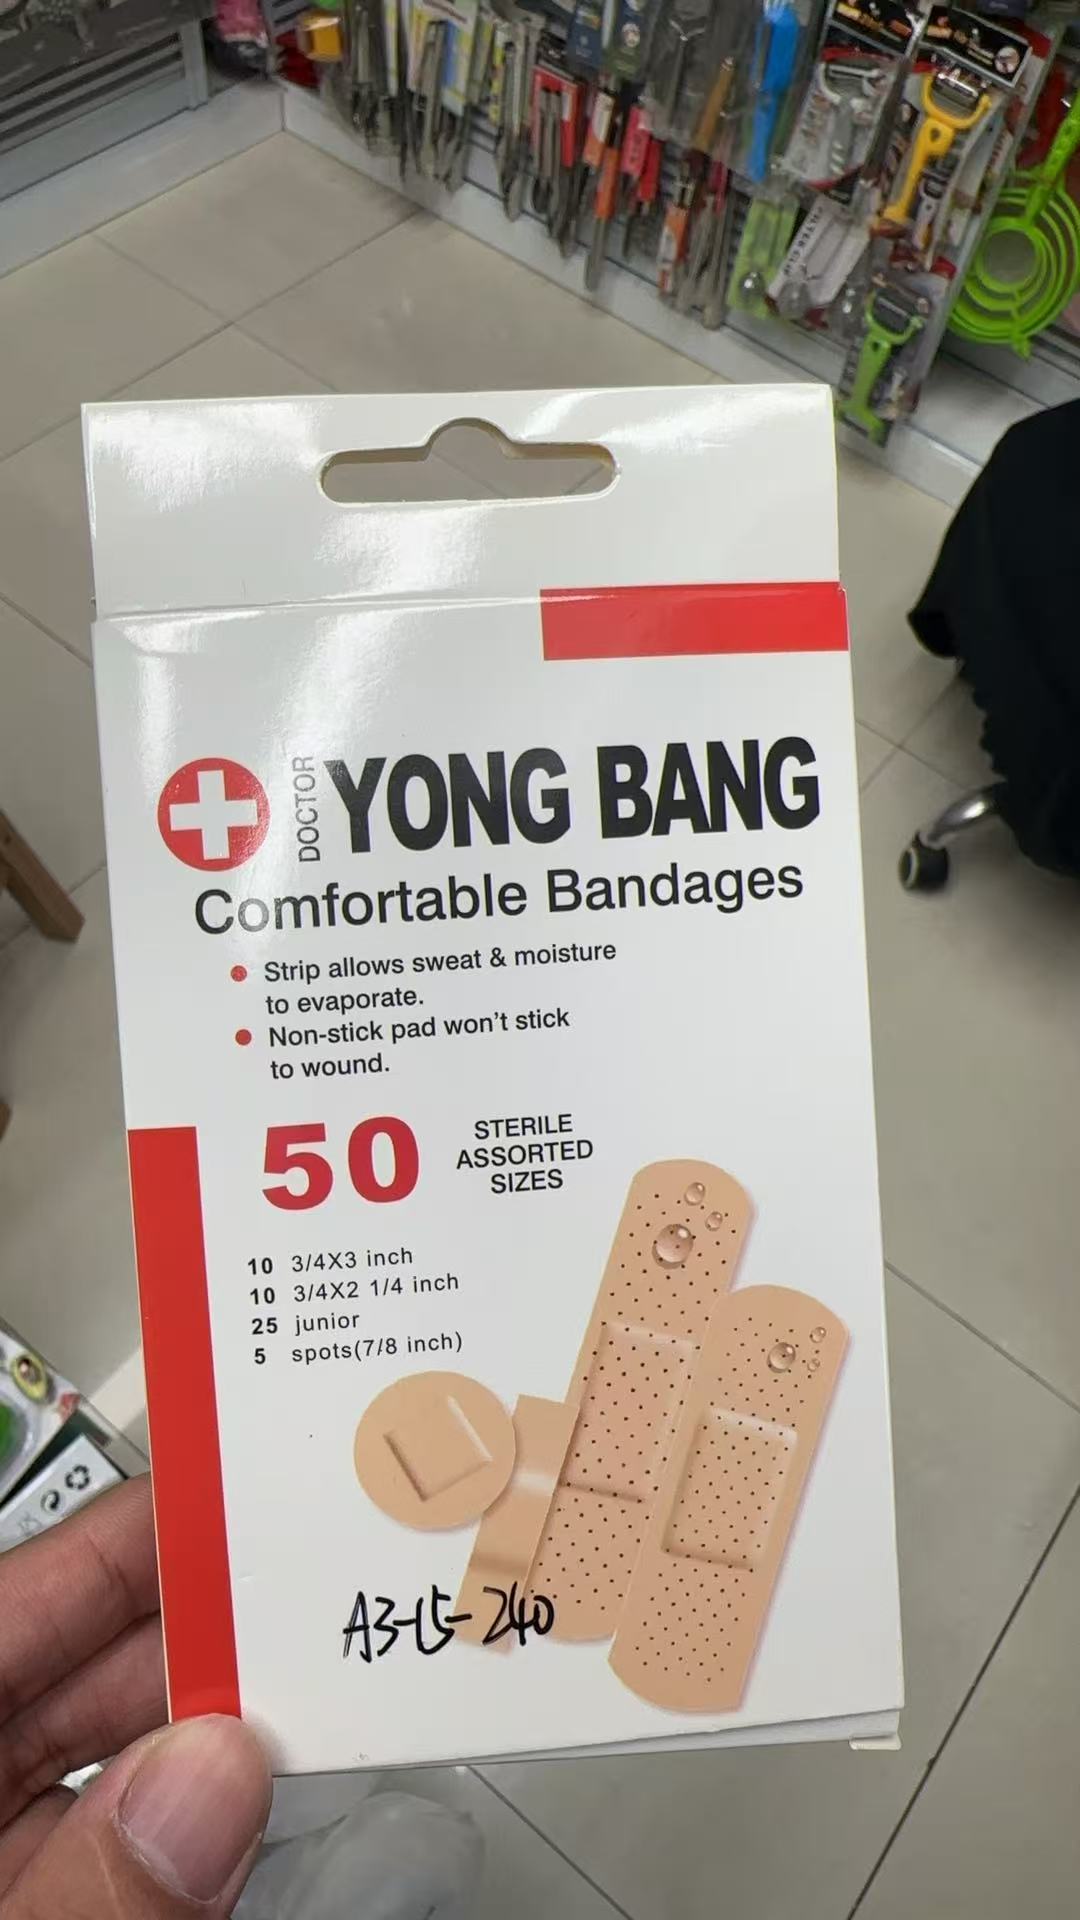 DOCTOR YONG BANG
Comfortable Bandages
Strip allows sweat & moisture
to evaporate.
Non-stick pad won't stick
to wound.
50
STERILE
ASSORTED
SIZES
10 3/4X3 inch
10 3/4X2 1/4 inch
25 junior
5 spots(7/8 inch)
A3-15-240